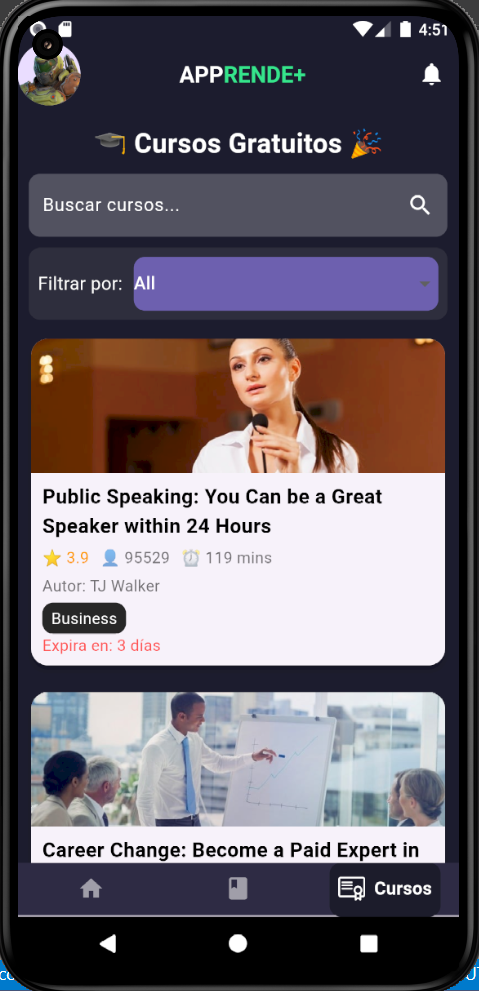 4:51
APPRENDE+
🎓 Cursos Gratuitos 🎉
Buscar cursos...
Filtrar por: All
Public Speaking: You Can be a Great
Speaker within 24 Hours
⭐ 3.9 👤 95529 ⏰ 119 mins
Autor: TJ Walker
Business
Expira en: 3 días
Career Change: Become a Paid Expert in
Cursos